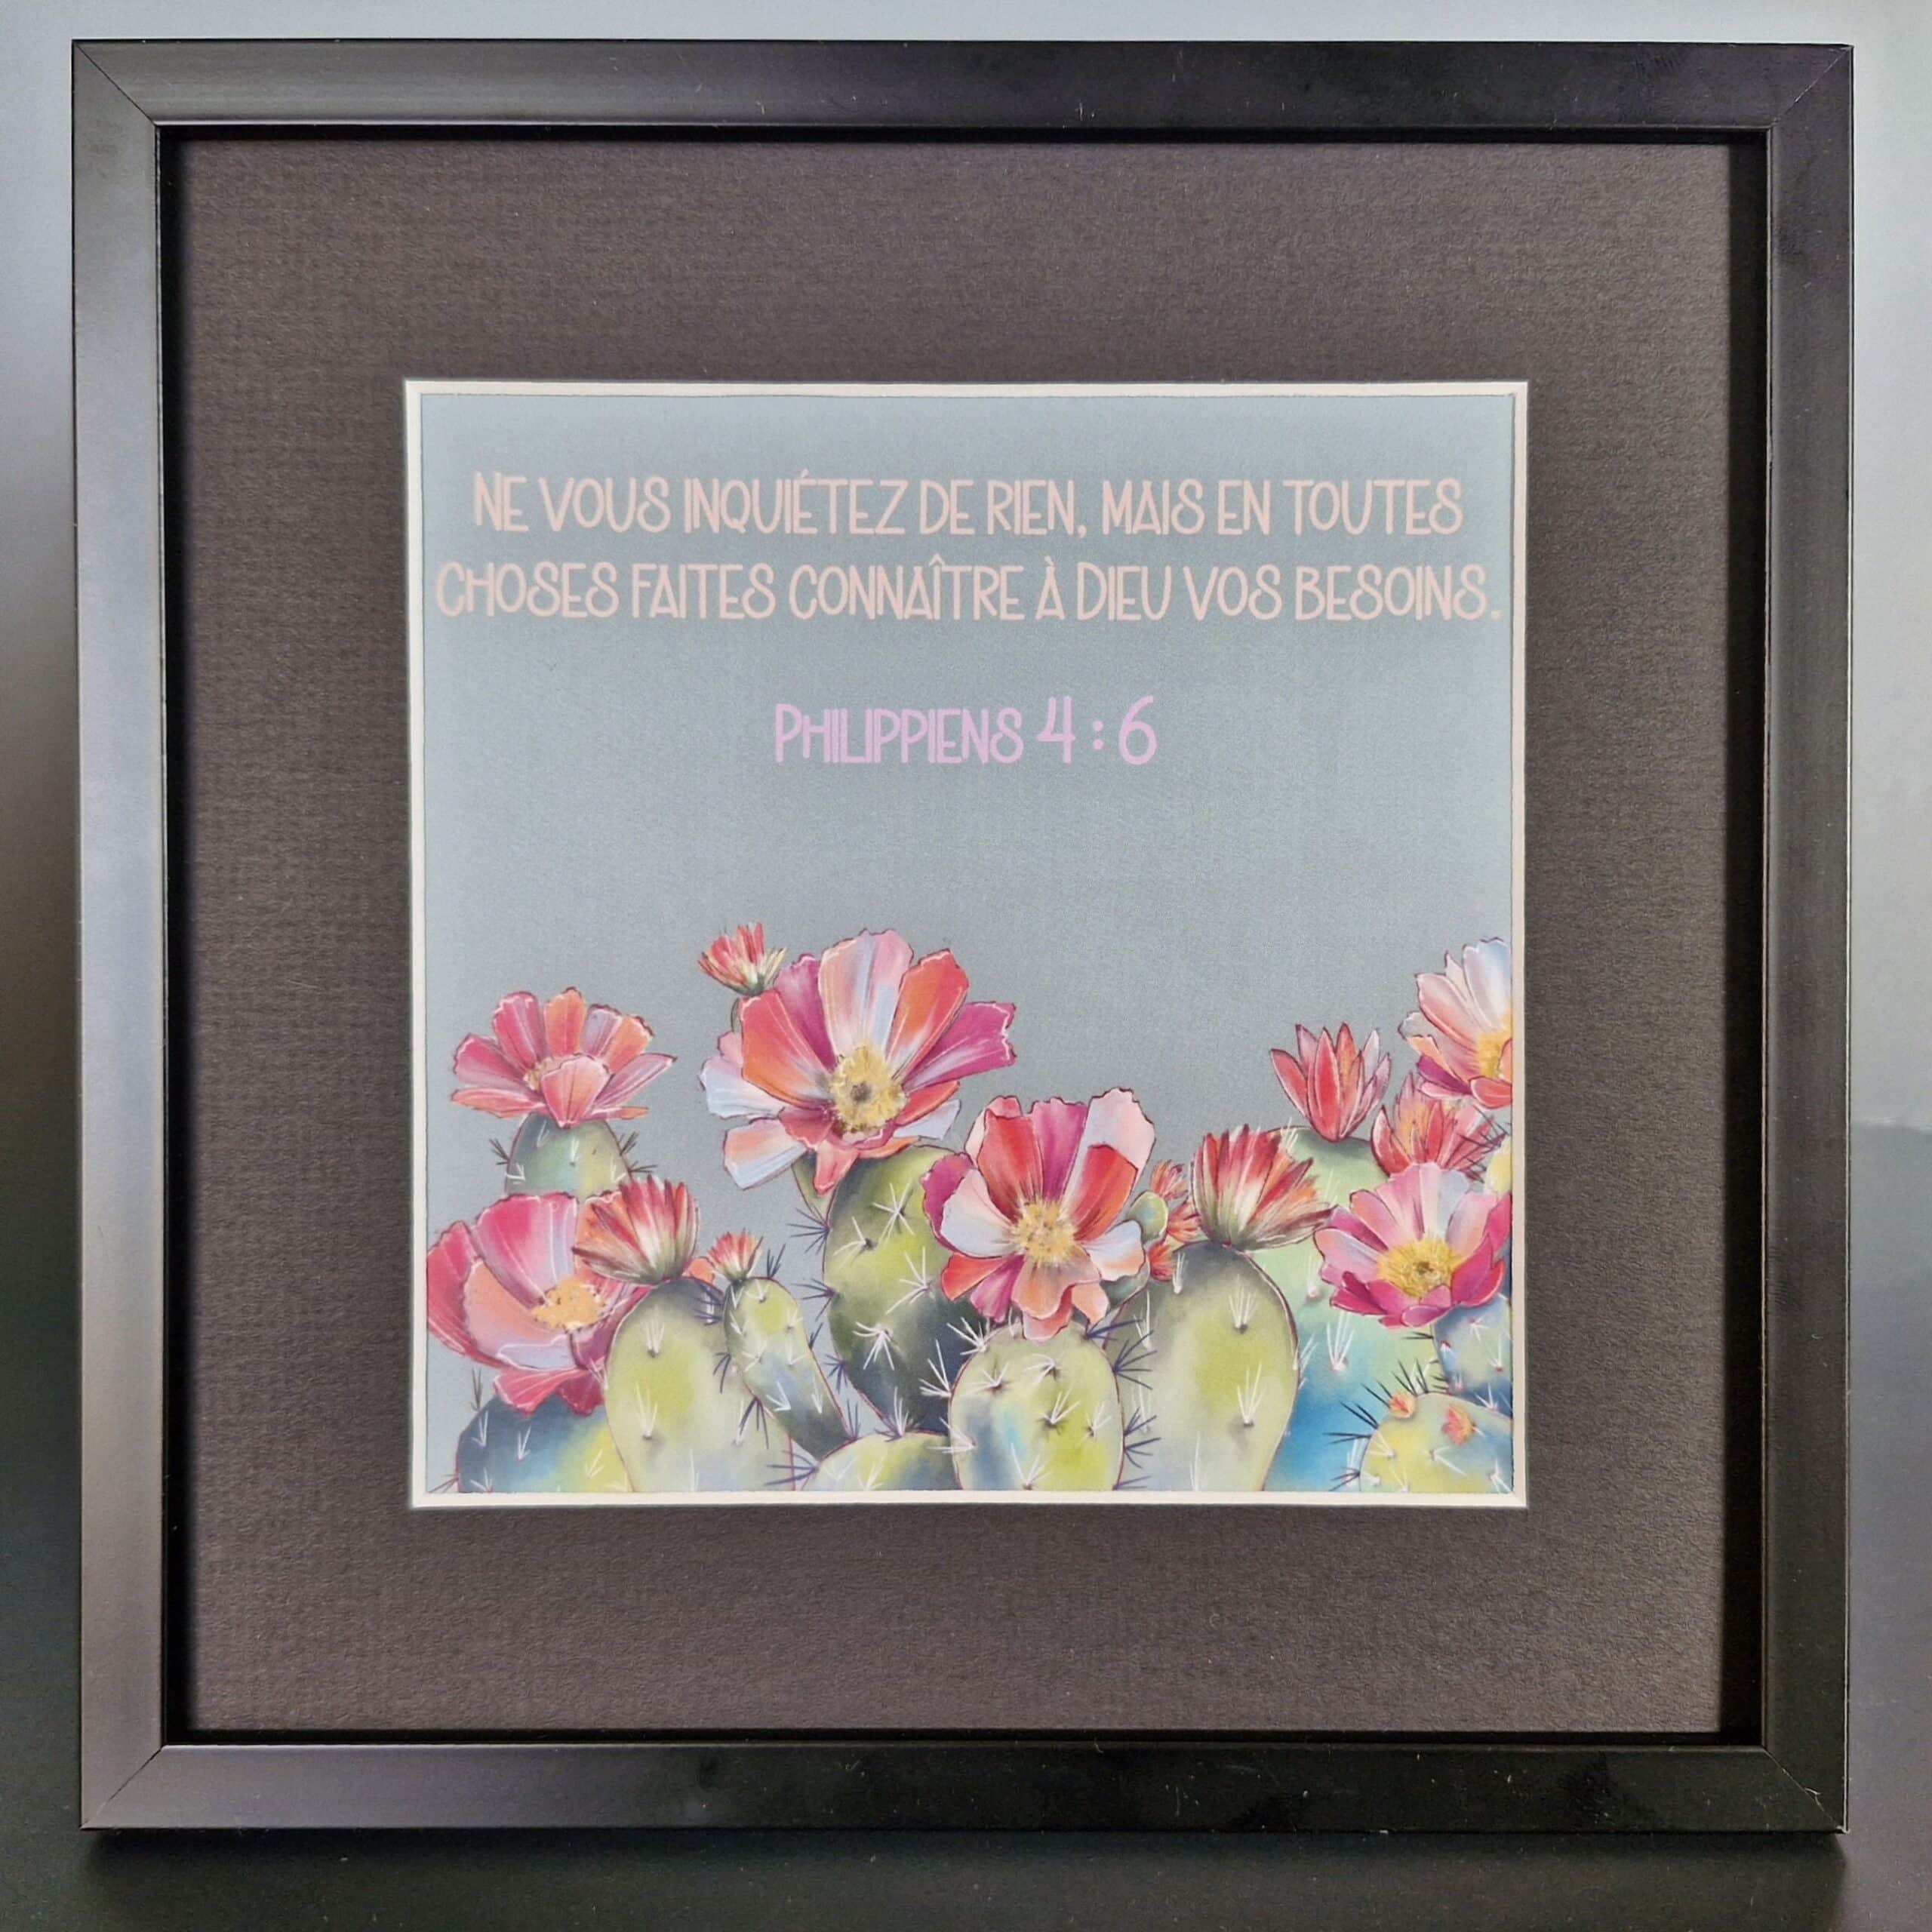 NE VOUS INQUIÉTEZ DE RIEN, MAIS EN TOUTES
CHOSES FAITES CONNAÎTRE À DIEU VOS BESOINS.
PHILIPPIENS 4 : 6